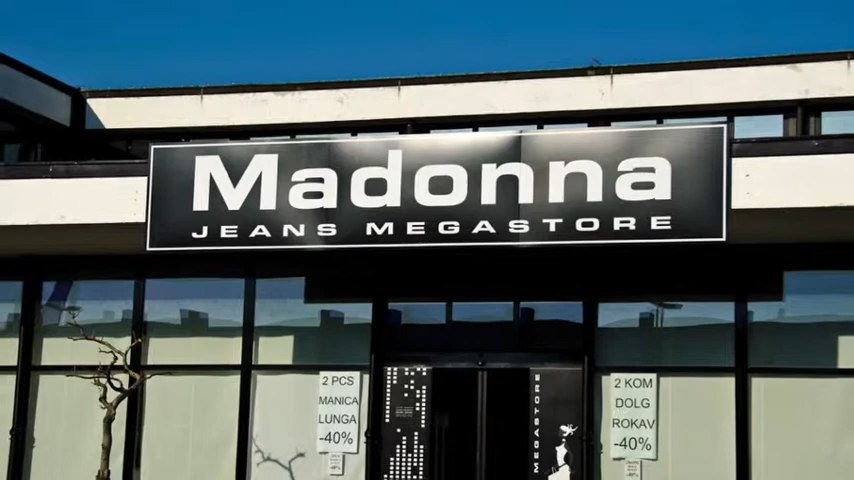 Madonna
JEANS MEGASTORE
2 PCS
MANICA
LUNGA
-40%
MEGASTORE
2 KOM
DOLG
ROKAV
-40%